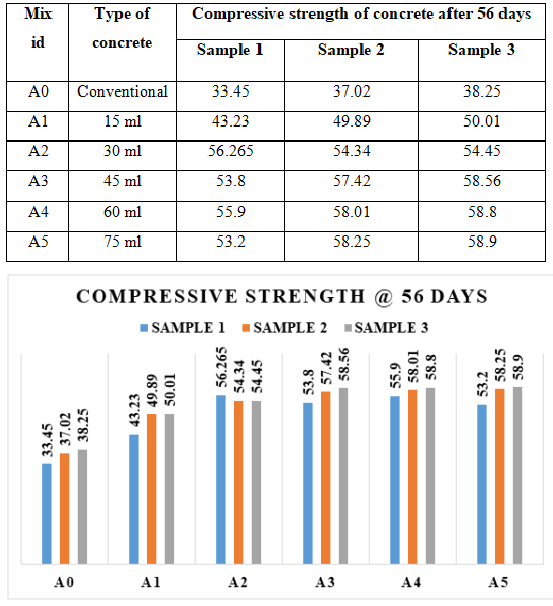 Mix id Type of concrete Compressive strength of concrete after 56 days
Sample 1 Sample 2 Sample 3
A0 Conventional 33.45 37.02 38.25
A1 15 ml 43.23 49.89 50.01
A2 30 ml 56.265 54.34 54.45
A3 45 ml 53.8 57.42 58.56
A4 60 ml 55.9 58.01 58.8
A5 75 ml 53.2 58.25 58.9
COMPRESSIVE STRENGTH @ 56 DAYS
SAMPLE 1 SAMPLE 2 SAMPLE 3
33.45 37.02 38.25 43.23 49.89 50.01 56.265 54.34 54.45 53.8 57.42 58.56 55.9 58.01 58.8 53.2 58.25 58.9
A0 A1 A2 A3 A4 A5